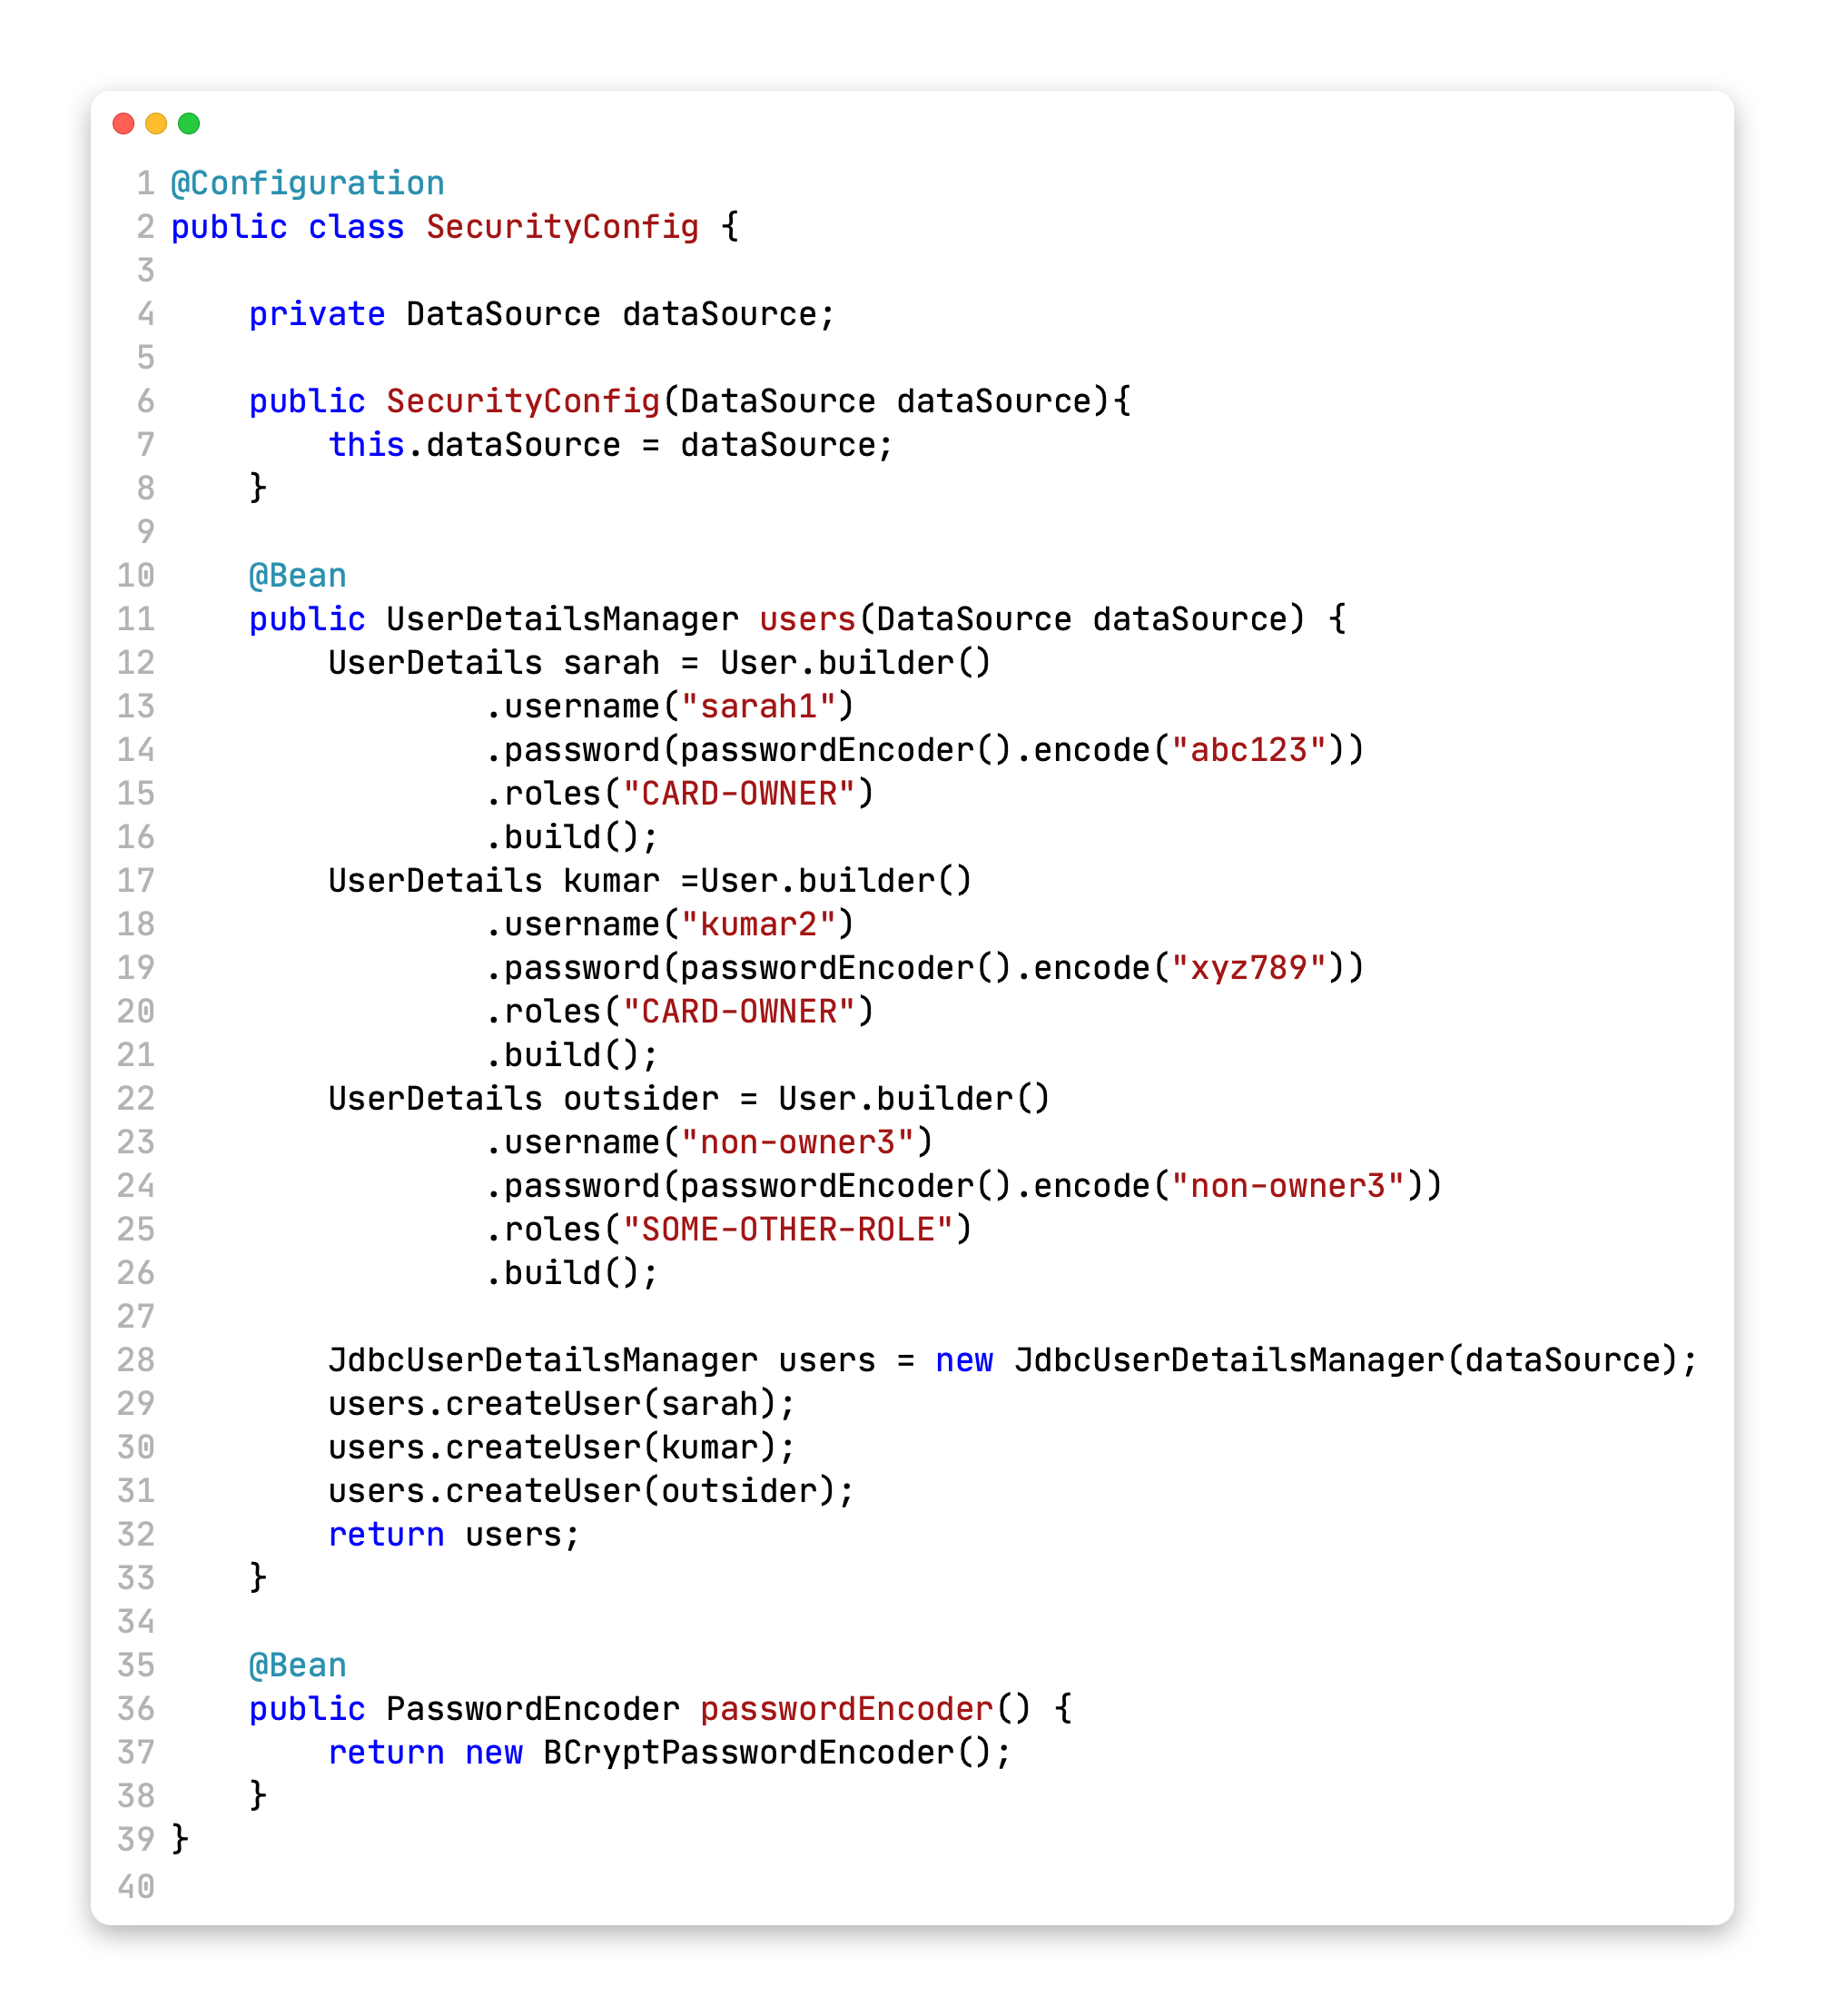 1 @Configuration
2 public class SecurityConfig {
3
4     private DataSource dataSource;
5
6     public SecurityConfig(DataSource dataSource){
7         this.dataSource = dataSource;
8     }
9
10     @Bean
11     public UserDetailsManager users(DataSource dataSource) {
12         UserDetails sarah = User.builder()
13                 .username("sarah1")
14                 .password(passwordEncoder().encode("abc123"))
15                 .roles("CARD-OWNER")
16                 .build();
17         UserDetails kumar =User.builder()
18                 .username("kumar2")
19                 .password(passwordEncoder().encode("xyz789"))
20                 .roles("CARD-OWNER")
21                 .build();
22         UserDetails outsider = User.builder()
23                 .username("non-owner3")
24                 .password(passwordEncoder().encode("non-owner3"))
25                 .roles("SOME-OTHER-ROLE")
26                 .build();
27
28         JdbcUserDetailsManager users = new JdbcUserDetailsManager(dataSource);
29         users.createUser(sarah);
30         users.createUser(kumar);
31         users.createUser(outsider);
32         return users;
33     }
34
35     @Bean
36     public PasswordEncoder passwordEncoder() {
37         return new BCryptPasswordEncoder();
38     }
39 }
40